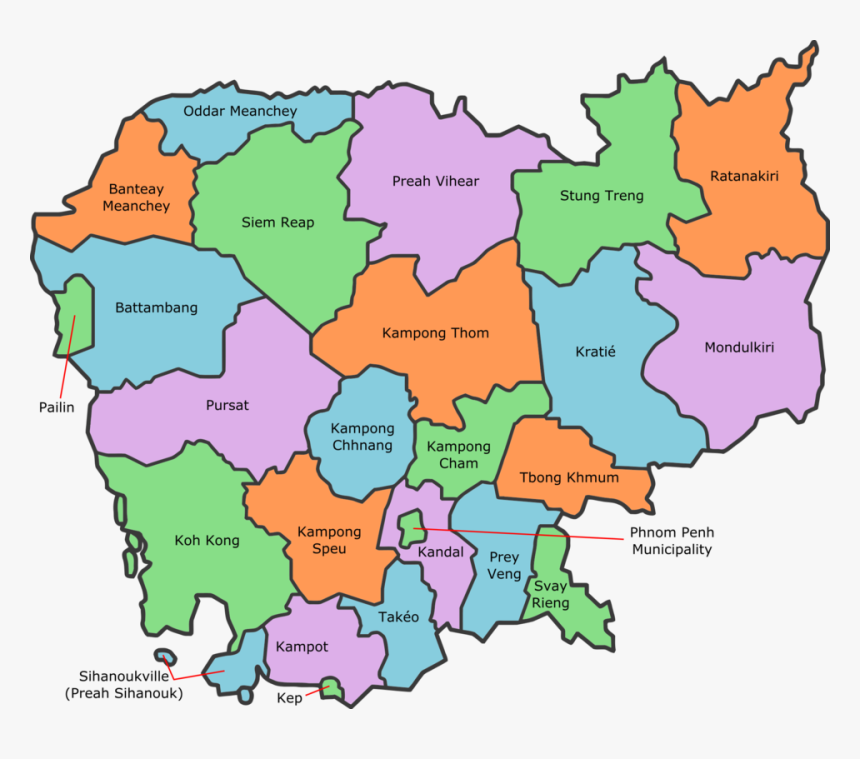 Oddar Meanchey
Preah Vihear
Ratanakiri
Banteay
Meanchey
Stung Treng
Siem Reap
Battambang
Kampong Thom
Mondulkiri
Kratié
Pailin
Pursat
Kampong
Chhnang
Kampong
Cham
Tbong Khmum
Koh Kong
Kampong
Speu
Phnom Penh
Municipality
Kandal
Prey
Veng
Svay
Rieng
Takéo
Kampot
Sihanoukville
(Preah Sihanouk)
Kep